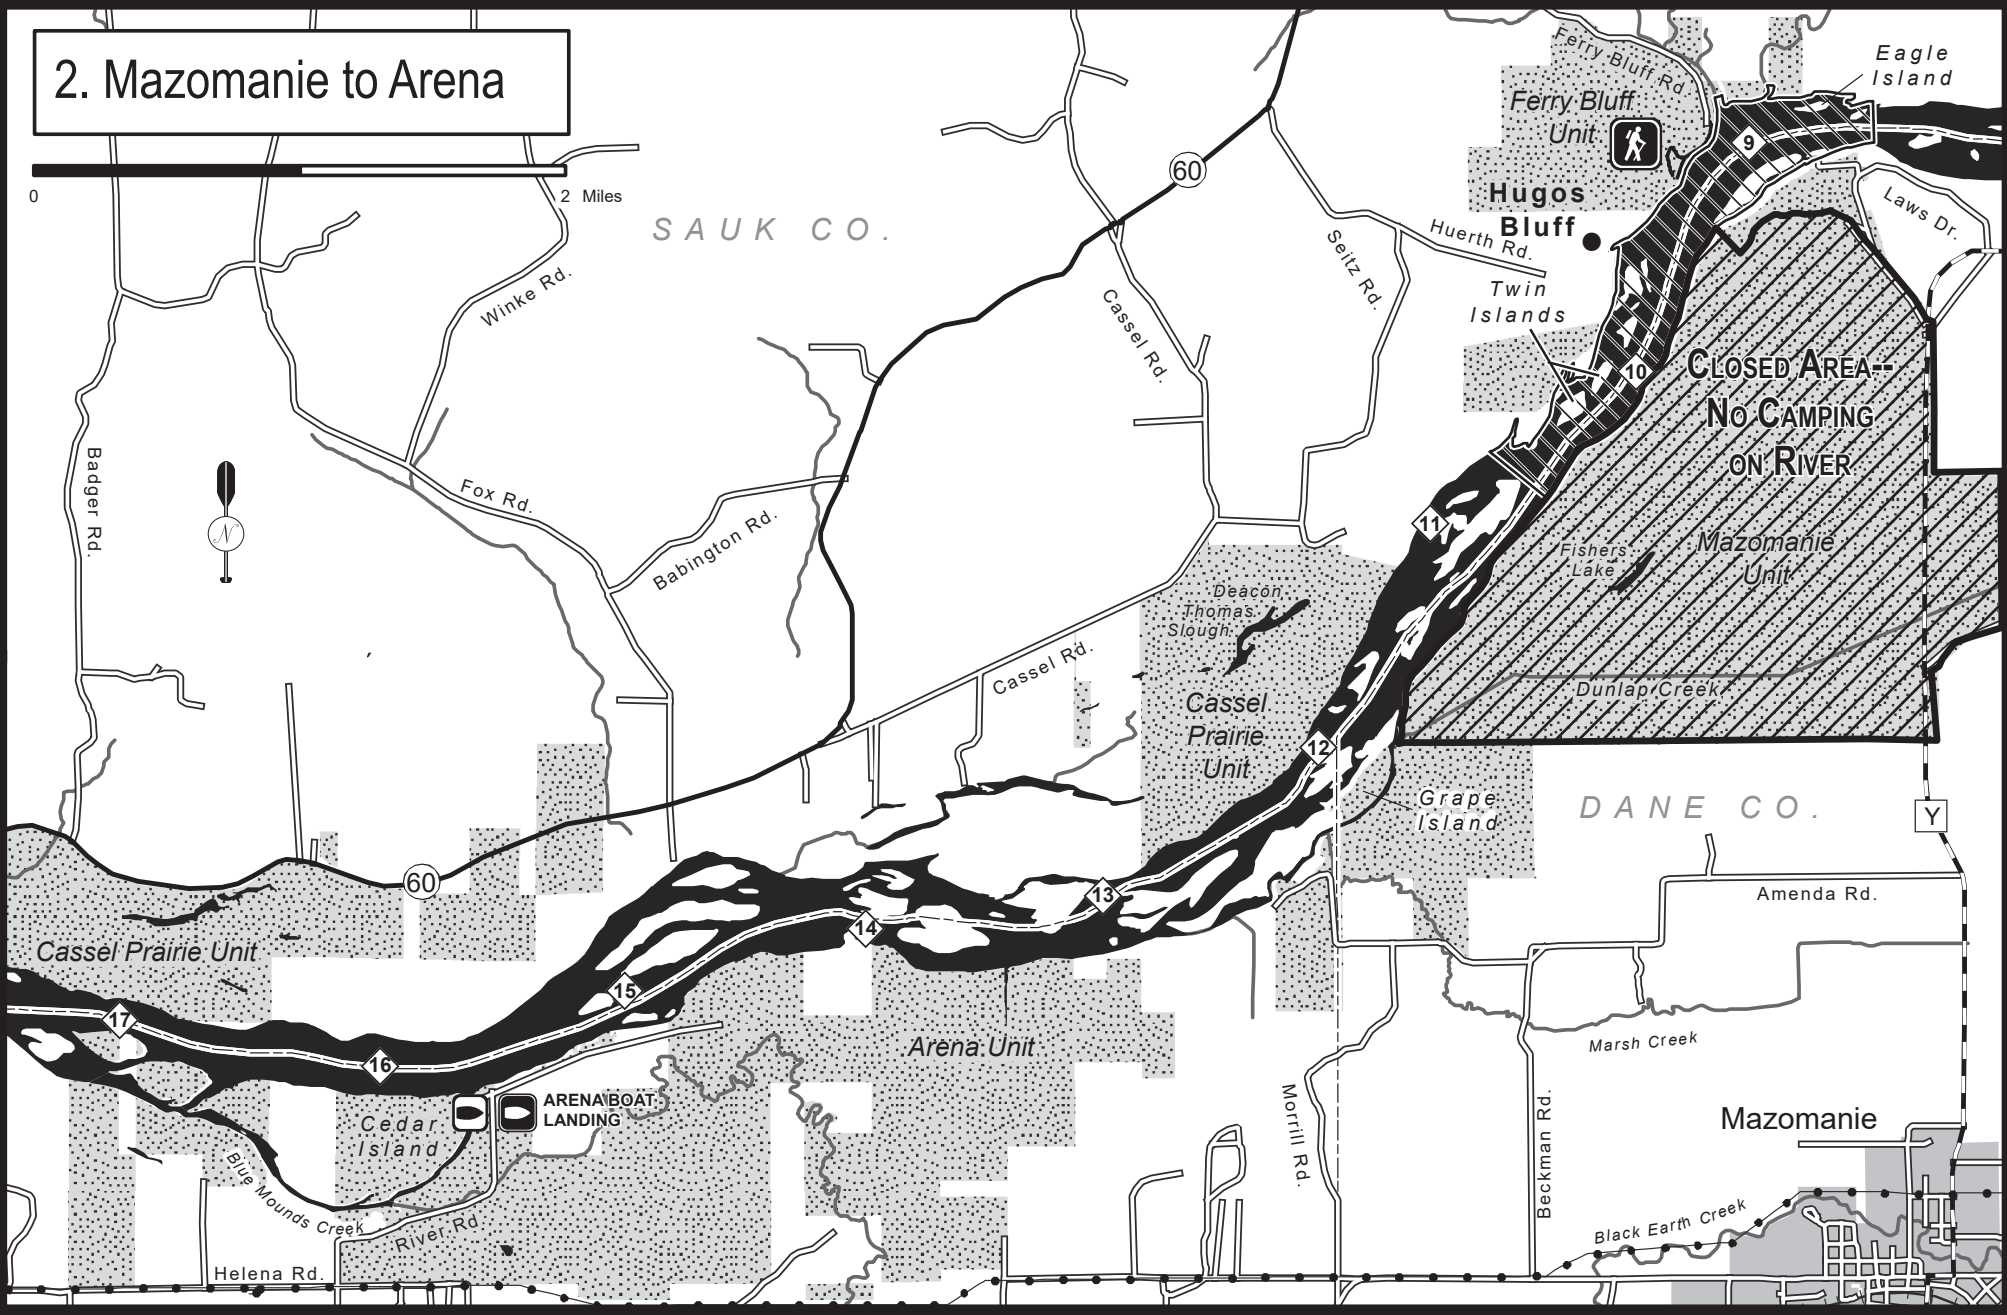 2. Mazomanie to Arena
0
2 Miles
SAUK CO.
60
Ferry Bluff Rd.
Eagle
Island
Ferry Bluff
Unit
9
Hugos
Bluff
Laws Dr.
Huerth Rd.
Seitz Rd.
Twin
Islands
Winke Rd.
Cassel Rd.
10
CLOSED AREA--
NO CAMPING
ON RIVER
Badger Rd.
N
Fox Rd.
Babington Rd.
11
Fishers
Lake
Mazomanie
Unit
Deacon
Thomas
Slough
Cassel Rd.
Dunlap Creek
Cassel
Prairie
Unit
12
Grape
Island
DANE CO.
Y
60
13
Amenda Rd.
14
Cassel Prairie Unit
15
17
16
Arena Unit
Marsh Creek
ARENA BOAT
LANDING
Cedar
Island
Morrill Rd.
Beckman Rd.
Mazomanie
Blue Mounds Creek
River Rd
Black Earth Creek
Helena Rd.